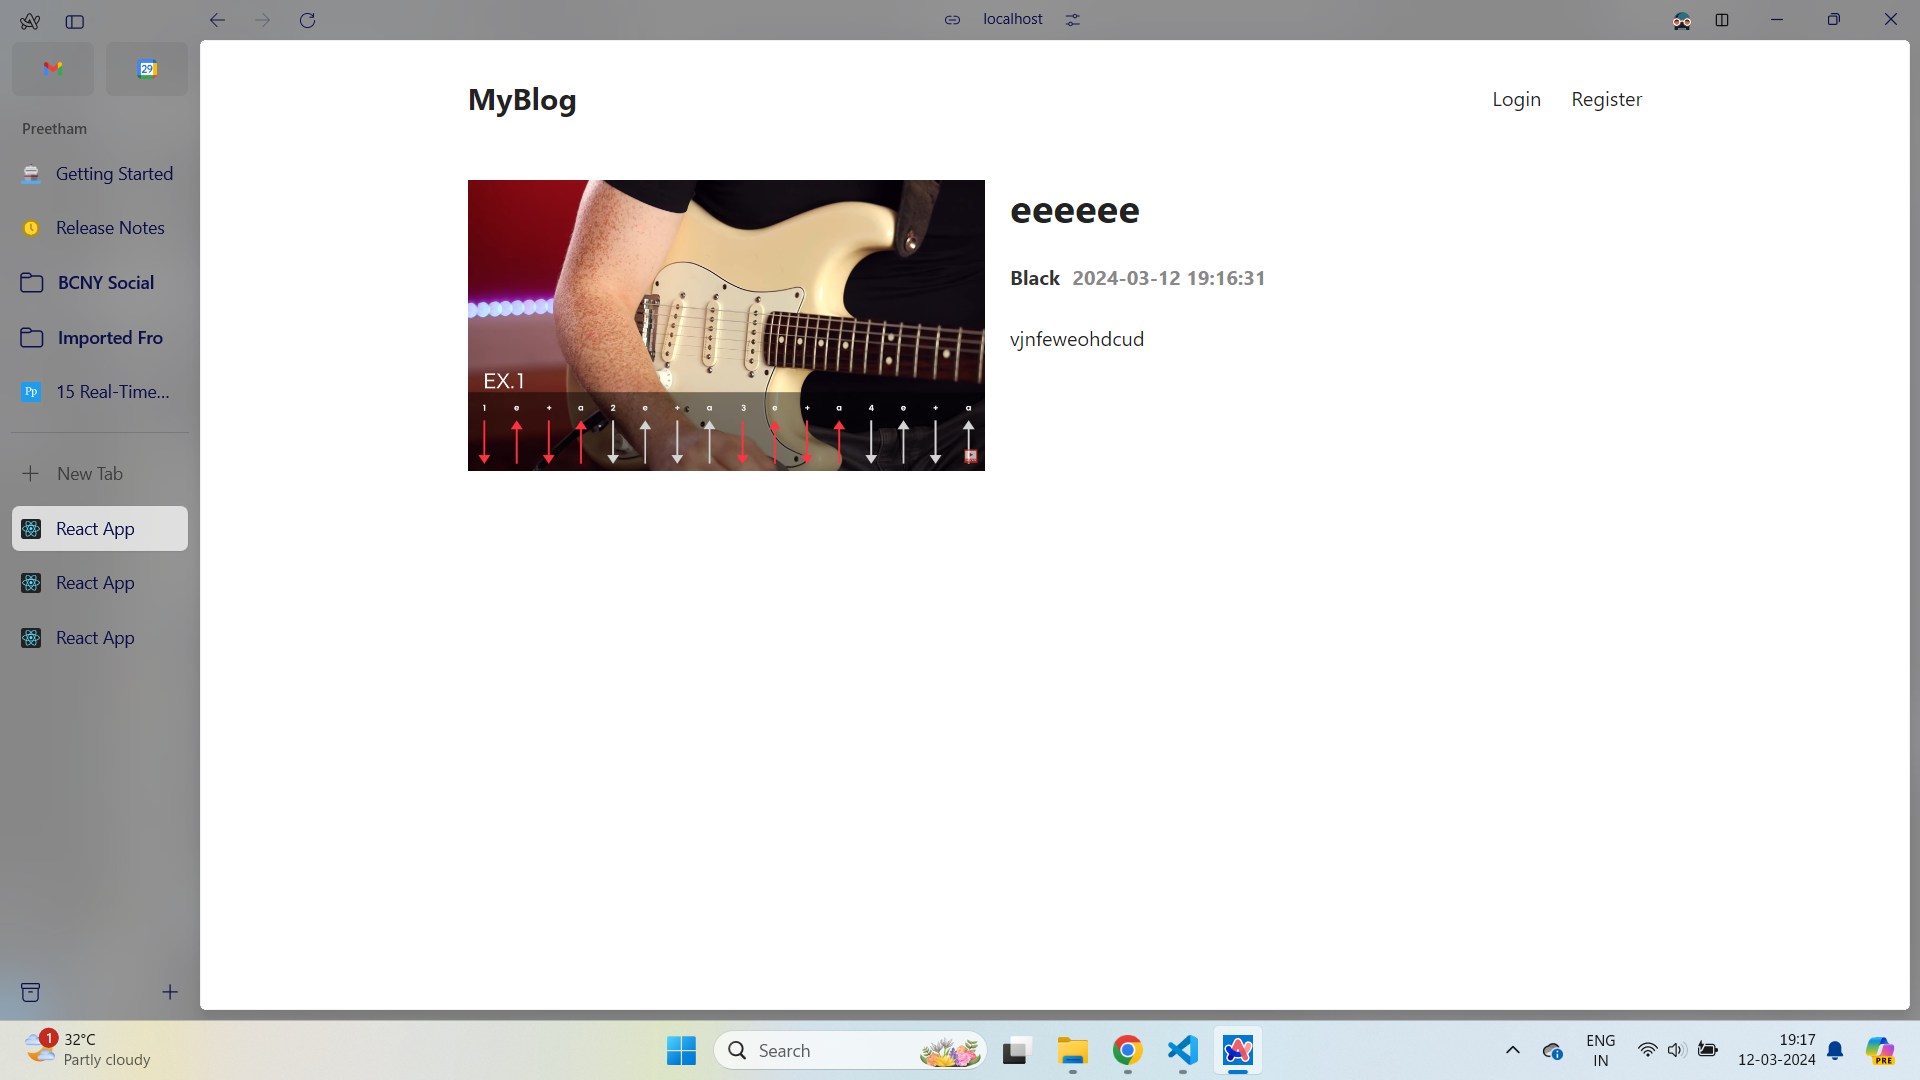 localhost
29
Preetham
Getting Started
Release Notes
BCNY Social
Imported Fro
Pp 15 Real-Time...
New Tab
React App
React App
React App
MyBlog
Login Register
EX.1
1 e + a 2 e + a 3 e + a 4 e + a
eeeeee
Black 2024-03-12 19:16:31
vjnfeweohdcud
1
32°C
Partly cloudy
Search
ENG
IN
19:17
12-03-2024
PRE